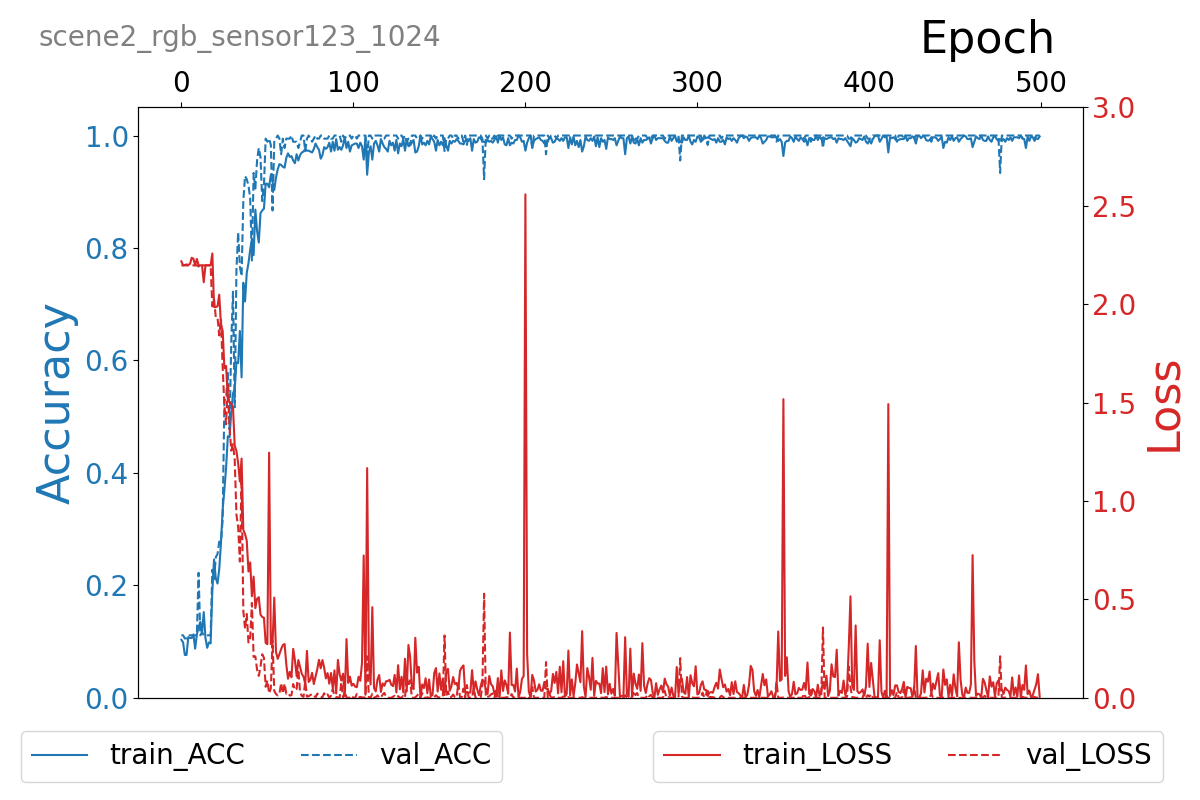 scene2_rgb_sensor123_1024
Epoch
0 100 200 300 400 500
1.0
0.8
0.6
0.4
0.2
0.0
Accuracy
3.0
2.5
2.0
1.5
1.0
0.5
0.0
Loss
train_ACC val_ACC
train_LOSS val_LOSS